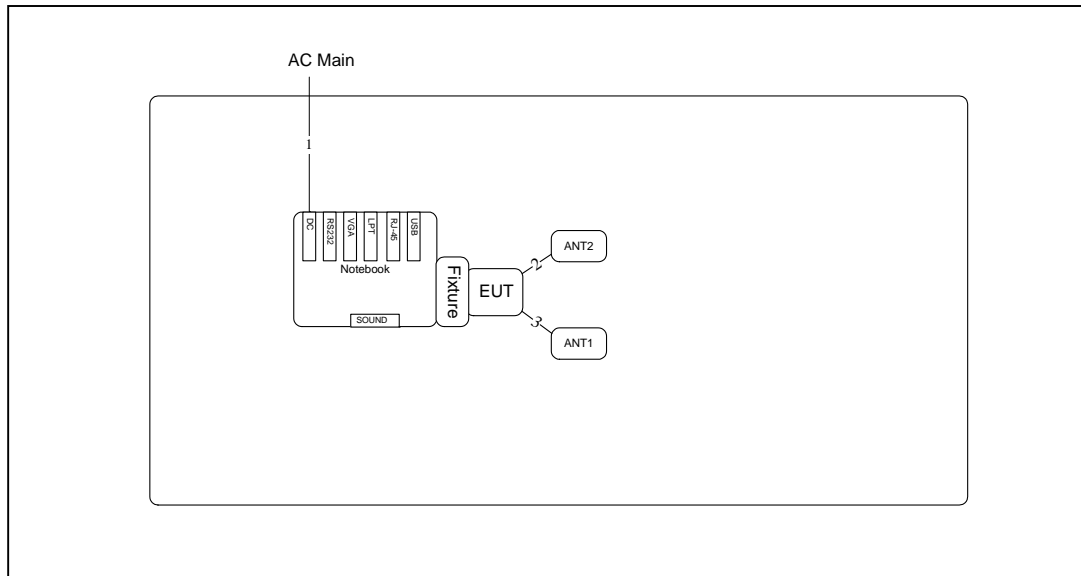 AC Main
1
DC
RS232
VGA
LPT
RJ-45
USB
Notebook
SOUND
Fixture
EUT
2
ANT2
3
ANT1